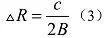 △R = c/2B （3）